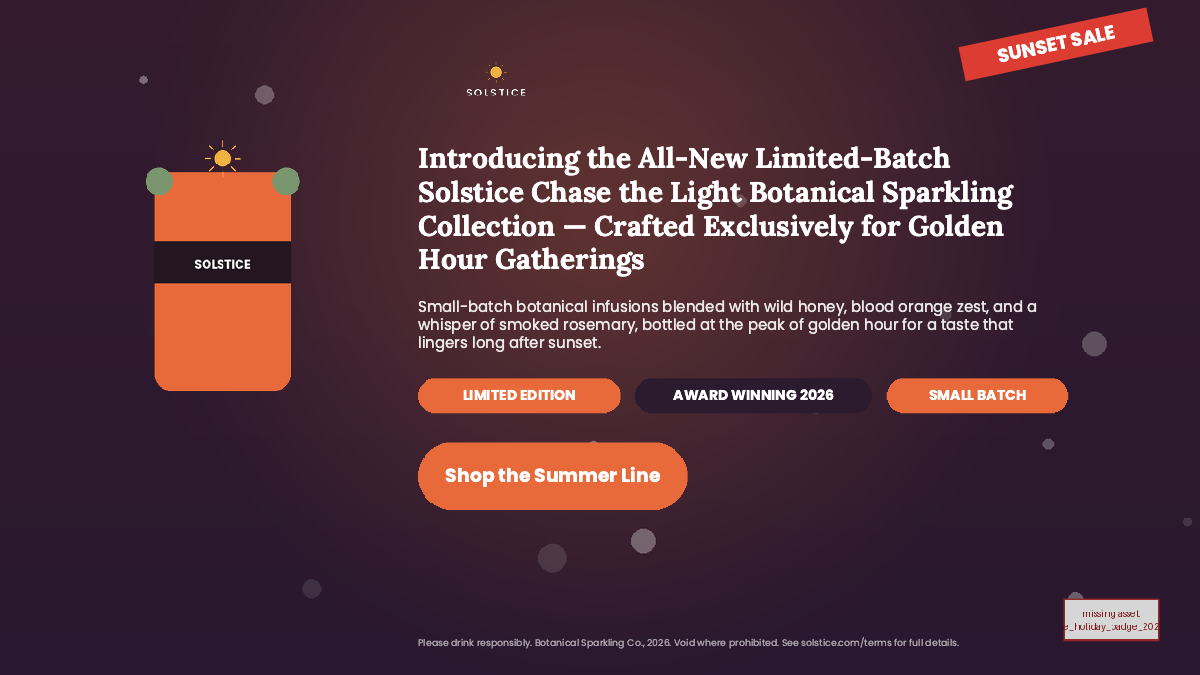 SUNSET SALE
SOLSTICE
Introducing the All-New Limited-Batch
Solstice Chase the Light Botanical Sparkling
Collection — Crafted Exclusively for Golden
Hour Gatherings
SOLSTICE
Small-batch botanical infusions blended with wild honey, blood orange zest, and a
whisper of smoked rosemary, bottled at the peak of golden hour for a taste that
lingers long after sunset.
LIMITED EDITION
AWARD WINNING 2026
SMALL BATCH
Shop the Summer Line
missing asset
e_holiday_badge_202
Please drink responsibly. Botanical Sparkling Co., 2026. Void where prohibited. See solstice.com/terms for full details.